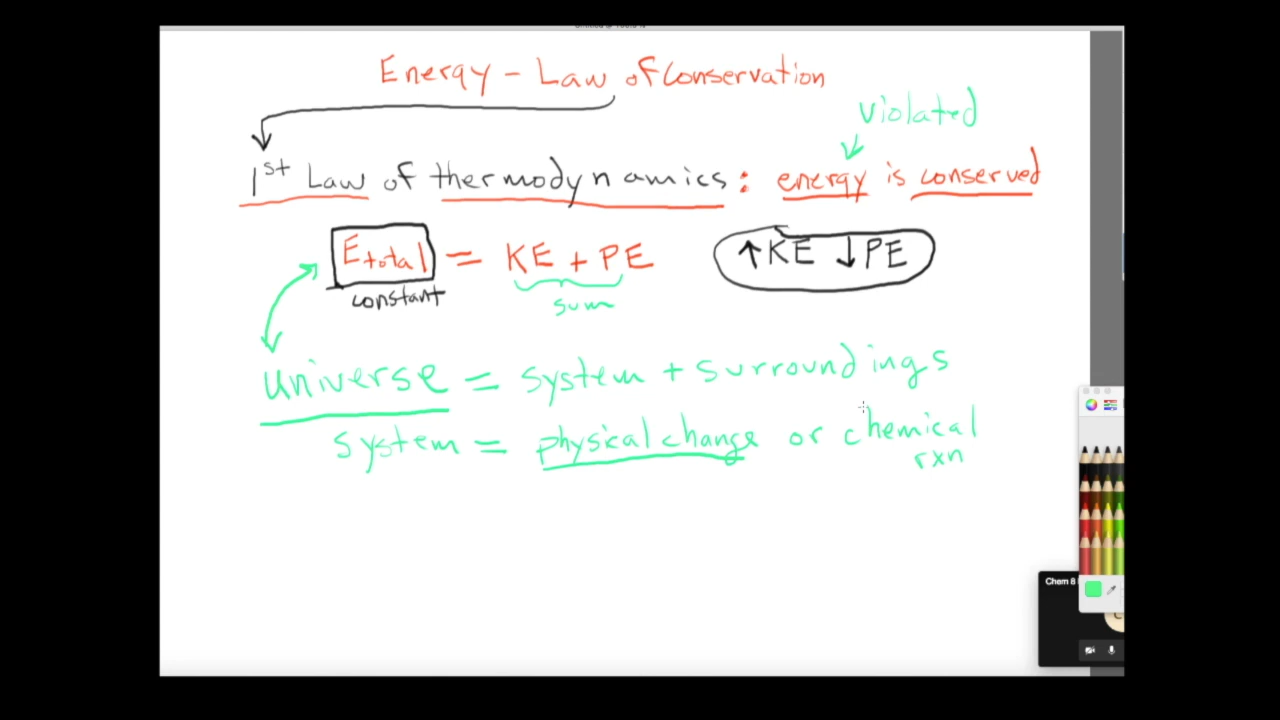 Energy - Law of Conservation
violated
1st Law of thermodynamics: energy is conserved
Etotal = KE + PE ↑KE ↓PE
constant
sum
universe = system + surroundings
system = physical change or chemical
rxn
Chem 8